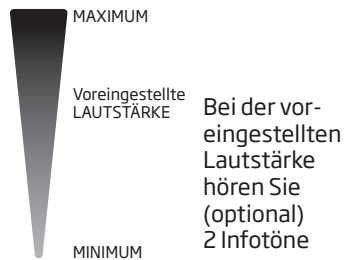 MAXIMUM
Voreingestellte
LAUTSTÄRKE
MINIMUM
Bei der vor-
eingestellten
Lautstärke
hören Sie
(optional)
2 Infotöne